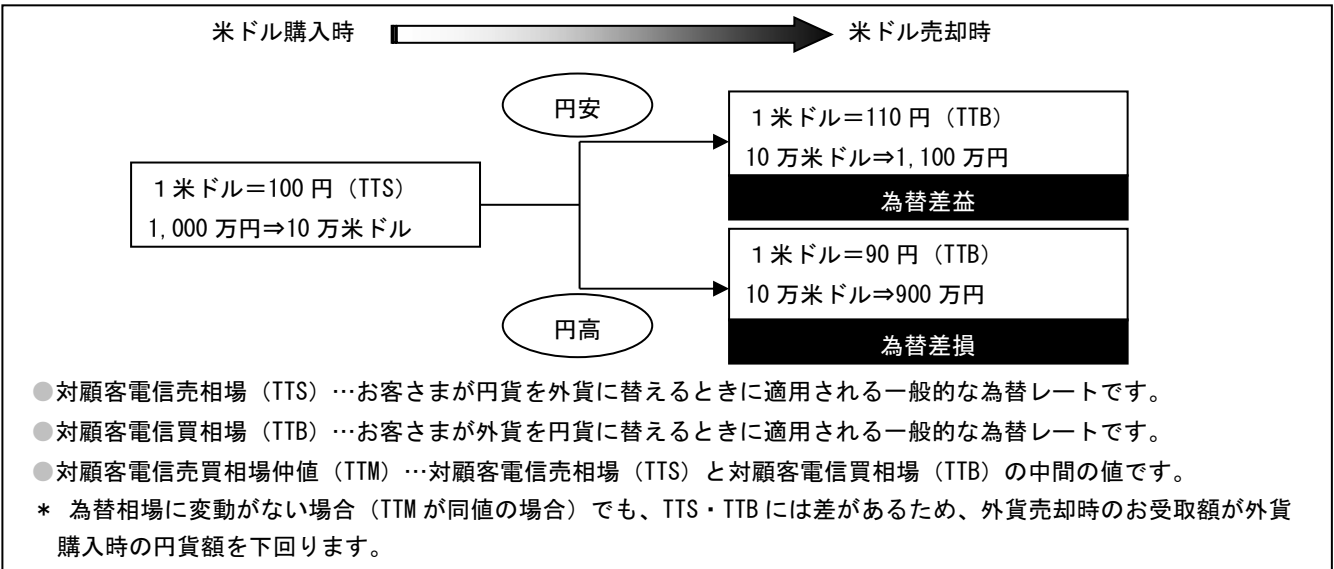 米ドル購入時
米ドル売却時
円安
1米ドル=110円(TTB)
10万米ドル⇒1,100万円
為替差益
1米ドル=100円(TTS)
1,000万円⇒10万米ドル
1米ドル=90円(TTB)
10万米ドル⇒900万円
為替差損
円高
●対顧客電信売相場(TTS)…お客さまが円貨を外貨に替えるときに適用される一般的な為替レートです。
●対顧客電信買相場(TTB)…お客さまが外貨を円貨に替えるときに適用される一般的な為替レートです。
●対顧客電信売買相場仲値(TTM)…対顧客電信売相場(TTS)と対顧客電信買相場(TTB)の中間の値です。
* 為替相場に変動がない場合(TTMが同値の場合)でも、TTS・TTBには差があるため、外貨売却時のお受取額が外貨
購入時の円貨額を下回ります。